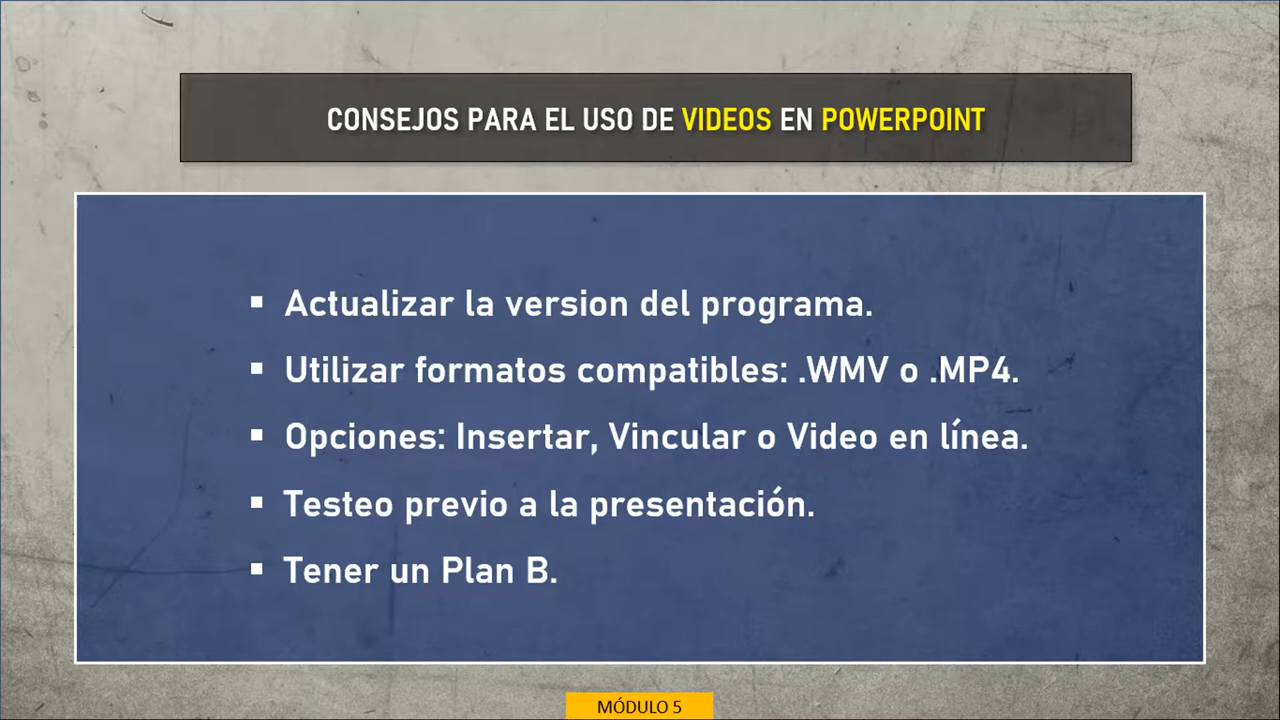 CONSEJOS PARA EL USO DE VIDEOS EN POWERPOINT
▪ Actualizar la version del programa.
▪ Utilizar formatos compatibles: .WMV o .MP4.
▪ Opciones: Insertar, Vincular o Video en línea.
▪ Testeo previo a la presentación.
▪ Tener un Plan B.
MÓDULO 5